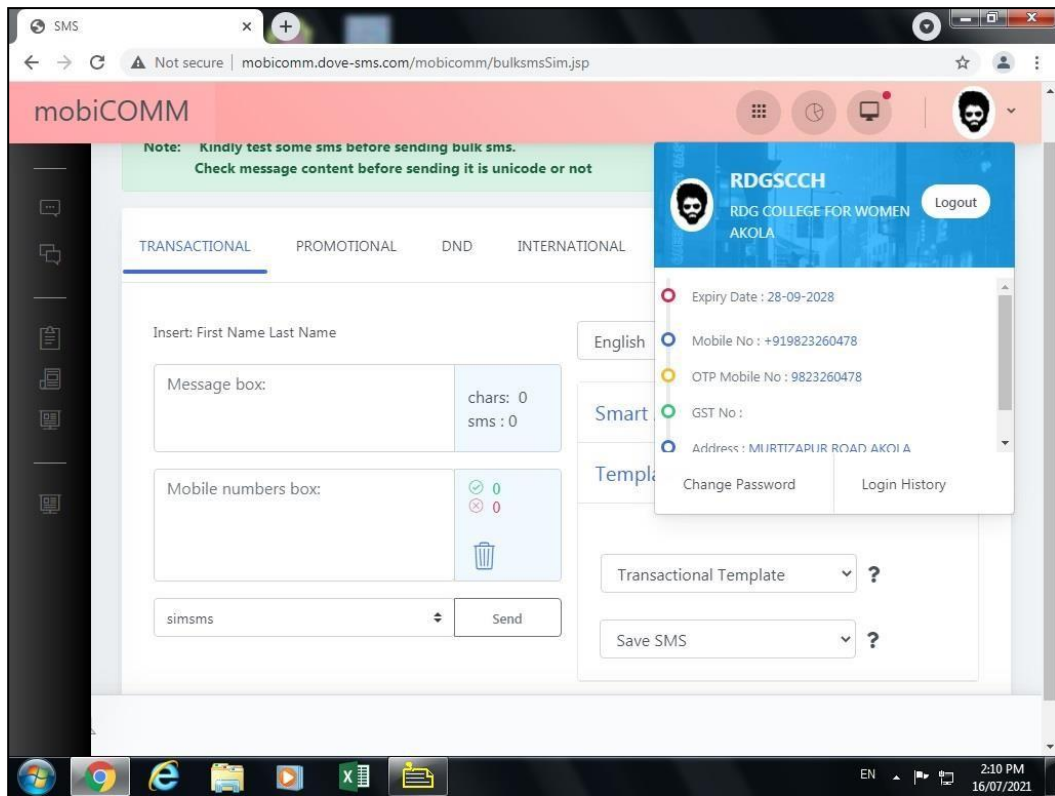 SMS
Not secure | mobicomm.dove-sms.com/mobicomm/bulksmsSim.jsp
mobiCOMM
Note: Kindly test some sms before sending bulk sms.
Check message content before sending it is unicode or not
RDGSCCH
RDG COLLEGE FOR WOMEN
AKOLA
Logout
TRANSACTIONAL PROMOTIONAL DND INTERNATIONAL
Expiry Date : 28-09-2028
Mobile No : +919823260478
OTP Mobile No : 9823260478
GST No :
Address : MURTIZAPUR ROAD AKOLA
Change Password Login History
Insert: First Name Last Name
English
Message box:
chars: 0
sms : 0
Smart
Mobile numbers box:
0
0
Templa
Transactional Template ?
simsms Send
Save SMS ?
EN
2:10 PM
16/07/2021